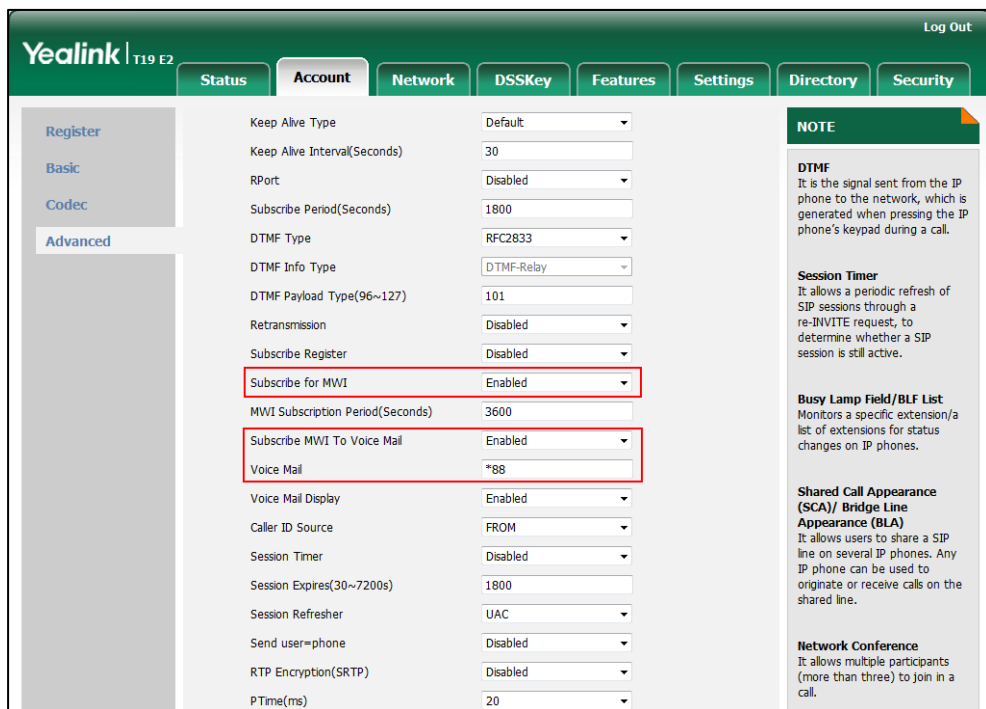 Log Out
Yealink T19 E2
Status Account Network DSSKey Features Settings Directory Security
Register
Basic
Codec
Advanced
Keep Alive Type Default
Keep Alive Interval(Seconds) 30
RPort Disabled
Subscribe Period(Seconds) 1800
DTMF Type RFC2833
DTMF Info Type DTMF-Relay
DTMF Payload Type(96~127) 101
Retransmission Disabled
Subscribe Register Disabled
Subscribe for MWI Enabled
MWI Subscription Period(Seconds) 3600
Subscribe MWI To Voice Mail Enabled
Voice Mail *88
Voice Mail Display Enabled
Caller ID Source FROM
Session Timer Disabled
Session Expires(30~7200s) 1800
Session Refresher UAC
Send user=phone Disabled
RTP Encryption(SRTP) Disabled
PTime(ms) 20
NOTE
DTMF
It is the signal sent from the IP
phone to the network, which is
generated when pressing the IP
phone's keypad during a call.
Session Timer
It allows a periodic refresh of
SIP sessions through a
re-INVITE request, to
determine whether a SIP
session is still active.
Busy Lamp Field/BLF List
Monitors a specific extension/a
list of extensions for status
changes on IP phones.
Shared Call Appearance
(SCA)/ Bridge Line
Appearance (BLA)
It allows users to share a SIP
line on several IP phones. Any
IP phone can be used to
originate or receive calls on the
shared line.
Network Conference
It allows multiple participants
(more than three) to join in a
call.